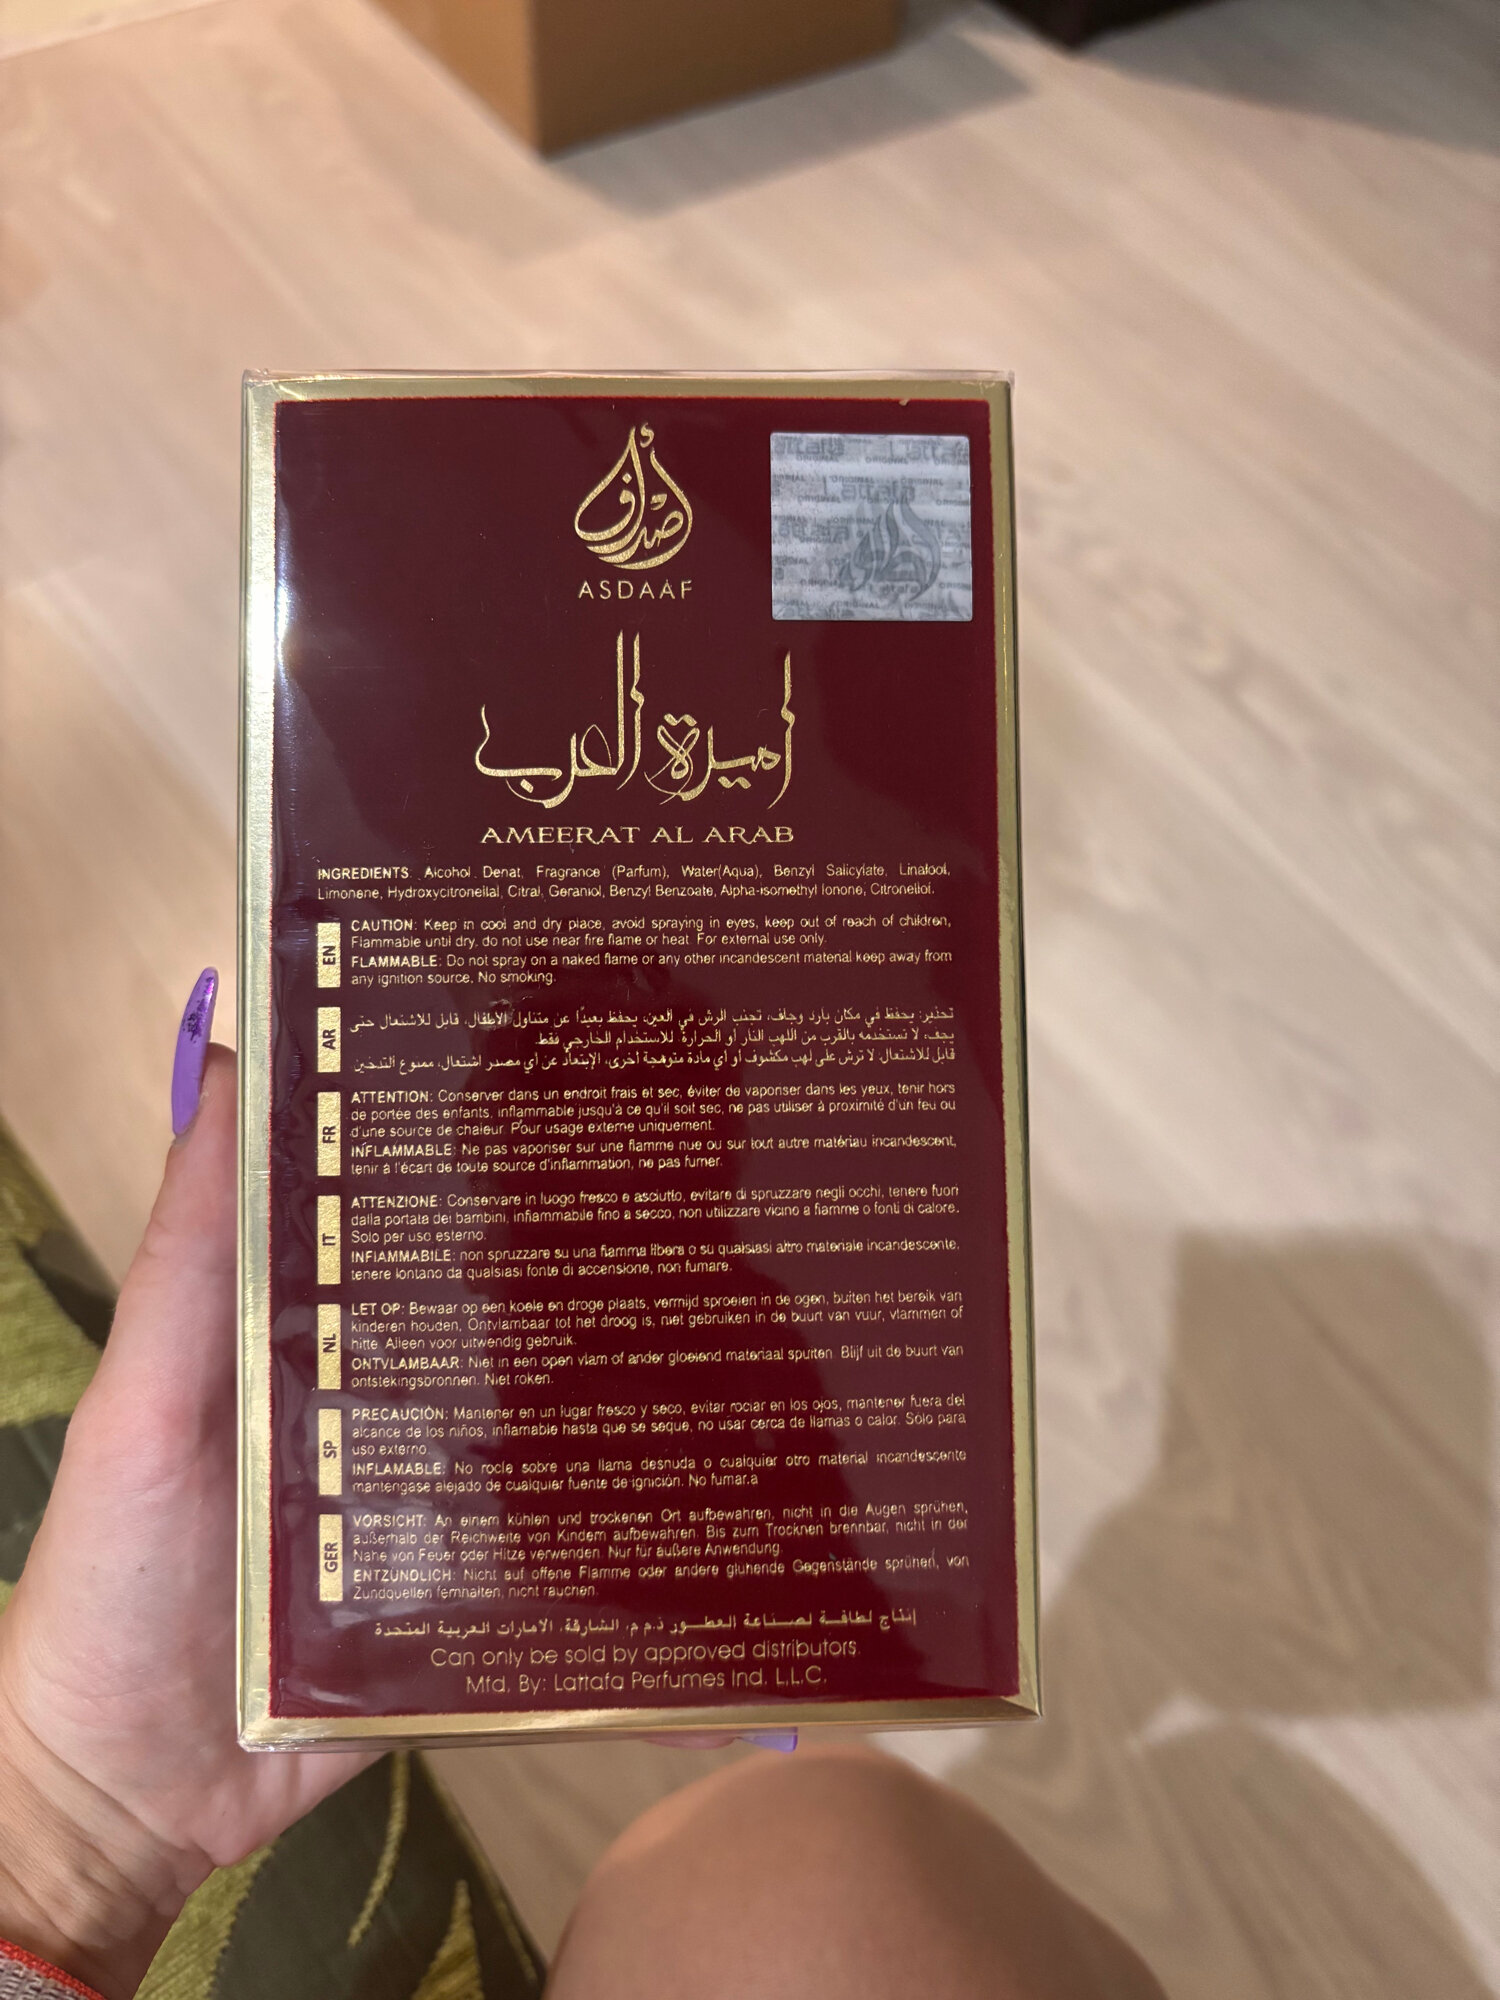 أصداف
ASDAAF
Lattafa
ORIGINAL
اميرة العرب
AMEERAT AL ARAB
INGREDIENTS: Alcohol Denat, Fragrance (Parfum), Water(Aqua), Benzyl Salicylate, Linalool,
Limonene, Hydroxycitronellal, Citral, Geraniol, Benzyl Benzoate, Alpha-isomethyl Ionone, Citronellol.
EN
CAUTION: Keep in cool and dry place, avoid spraying in eyes, keep out of reach of children,
Flammable until dry. do not use near fire flame or heat. For external use only.
FLAMMABLE: Do not spray on a naked flame or any other incandescent material keep away from
any ignition source. No smoking.
AR
تحذير: يحفظ في مكان بارد وجاف، تجنب الرش في العين، يحفظ بعيدًا عن متناول الأطفال، قابل للاشتعال حتى
يجف، لا تستخدمه بالقرب من اللهب النار أو الحرارة. للاستخدام الخارجي فقط.
قابل للاشتعال: لا ترش على لهب مكشوف أو أي مادة متوهجة أخرى، الإبتعاد عن أي مصدر اشتعال، ممنوع التدخين
FR
ATTENTION: Conserver dans un endroit frais et sec, éviter de vaporiser dans les yeux, tenir hors
de portée des enfants, inflammable jusqu'à ce qu'il soit sec, ne pas utiliser à proximité d'un feu ou
d'une source de chaleur. Pour usage externe uniquement.
INFLAMMABLE: Ne pas vaporiser sur une flamme nue ou sur tout autre matériau incandescent,
tenir à l'écart de toute source d'inflammation, ne pas fumer.
IT
ATTENZIONE: Conservare in luogo fresco e asciutto, evitare di spruzzare negli occhi, tenere fuori
dalla portata dei bambini, infiammabile fino a secco, non utilizzare vicino a fiamme o fonti di calore.
Solo per uso esterno.
INFIAMMABILE: non spruzzare su una fiamma libera o su qualsiasi altro materiale incandescente,
tenere lontano da qualsiasi fonte di accensione, non fumare.
NL
LET OP: Bewaar op een koele en droge plaats, vermijd sproeien in de ogen, buiten het bereik van
kinderen houden, Ontvlambaar tot het droog is, niet gebruiken in de buurt van vuur, vlammen of
hitte. Alleen voor uitwendig gebruik.
ONTVLAMBAAR: Niet in een open vlam of ander gloeiend materiaal spuiten. Blijf uit de buurt van
ontstekingsbronnen. Niet roken.
SP
PRECAUCIÓN: Mantener en un lugar fresco y seco, evitar rociar en los ojos, mantener fuera del
alcance de los niños, inflamable hasta que se seque, no usar cerca de llamas o calor. Sólo para
uso externo.
INFLAMABLE: No rocíe sobre una llama desnuda o cualquier otro material incandescente
manténgase alejado de cualquier fuente de ignición. No fumar.a
GER
VORSICHT: An einem kühlen und trockenen Ort aufbewahren, nicht in die Augen sprühen,
außerhalb der Reichweite von Kindern aufbewahren. Bis zum Trocknen brennbar, nicht in der
Nähe von Feuer oder Hitze verwenden. Nur für äußere Anwendung.
ENTZÜNDLICH: Nicht auf offene Flamme oder andere glühende Gegenstände sprühen, von
Zündquellen fernhalten, nicht rauchen.
إنتاج لطافة لصناعة العطور ذ.م.م. الشارقة، الامارات العربية المتحدة
Can only be sold by approved distributors.
Mfd. By: Lattafa Perfumes Ind. L.L.C.